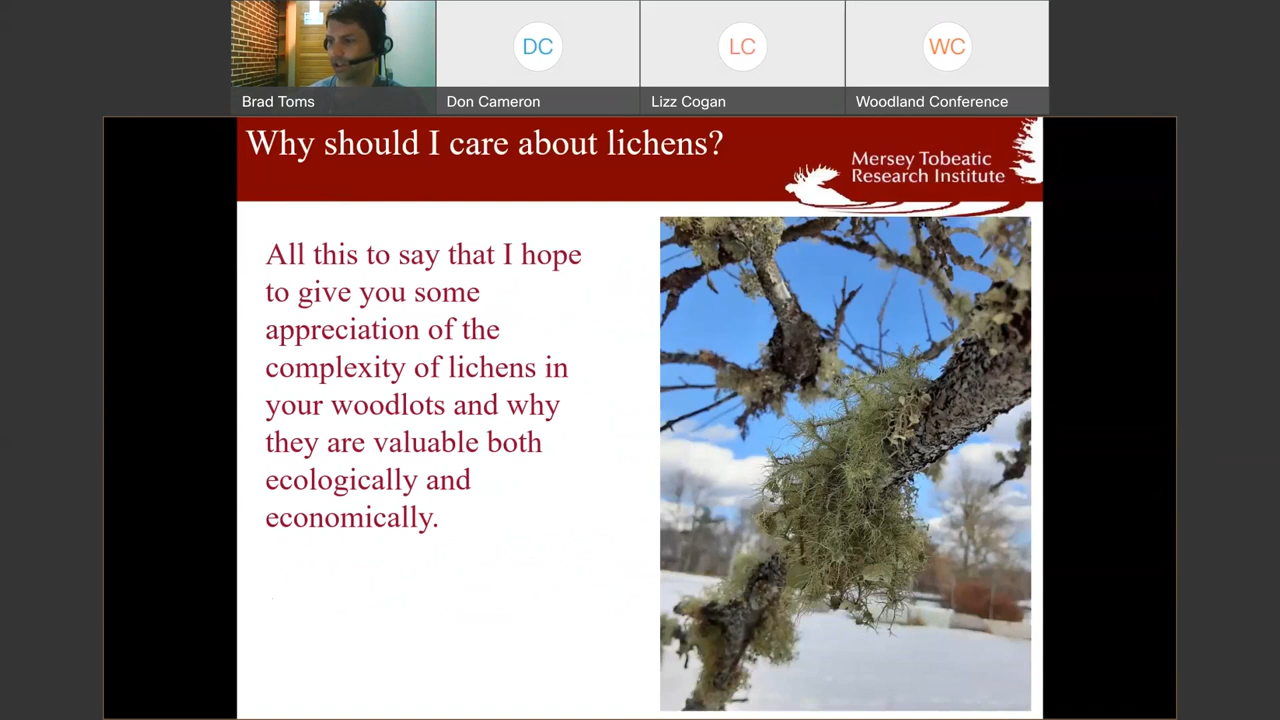 DC
LC
WC
Brad Toms
Don Cameron
Lizz Cogan
Woodland Conference
Why should I care about lichens?
Mersey Tobeatic
Research Institute
All this to say that I hope
to give you some
appreciation of the
complexity of lichens in
your woodlots and why
they are valuable both
ecologically and
economically.